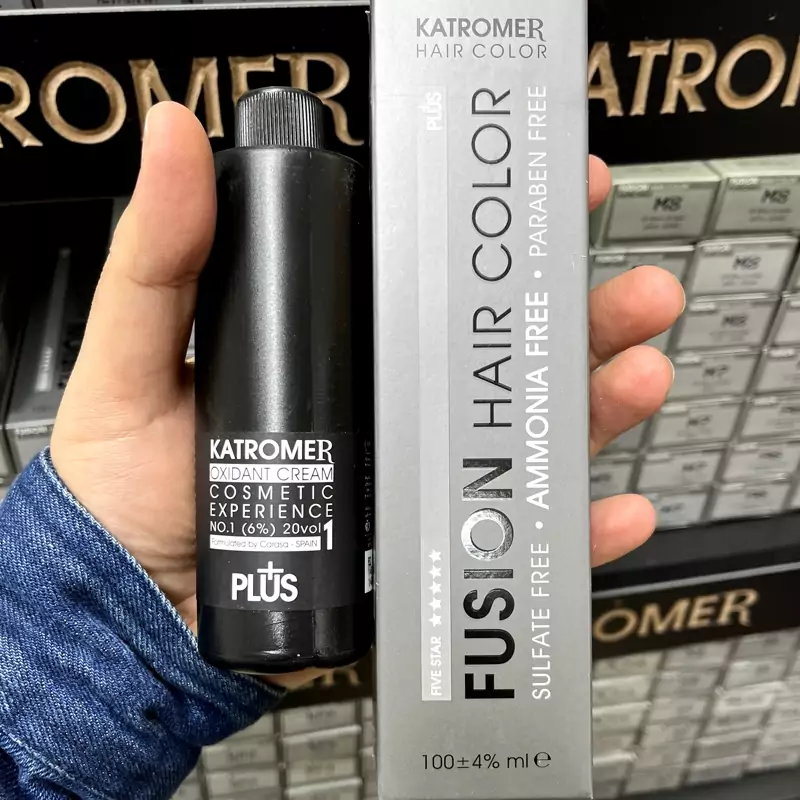 KATROMER
OXIDANT CREAM
COSMETIC
EXPERIENCE
NO.1 (6%) 20vol
Formulated by Carasa - SPAIN
1
PLUS
KATROMER
HAIR COLOR
PLUS
FIVE STAR ★★★★★
FUSION HAIR COLOR
SULFATE FREE • AMMONIA FREE • PARABEN FREE
100±4% ml ℮
ROMER
ATROM
OMER